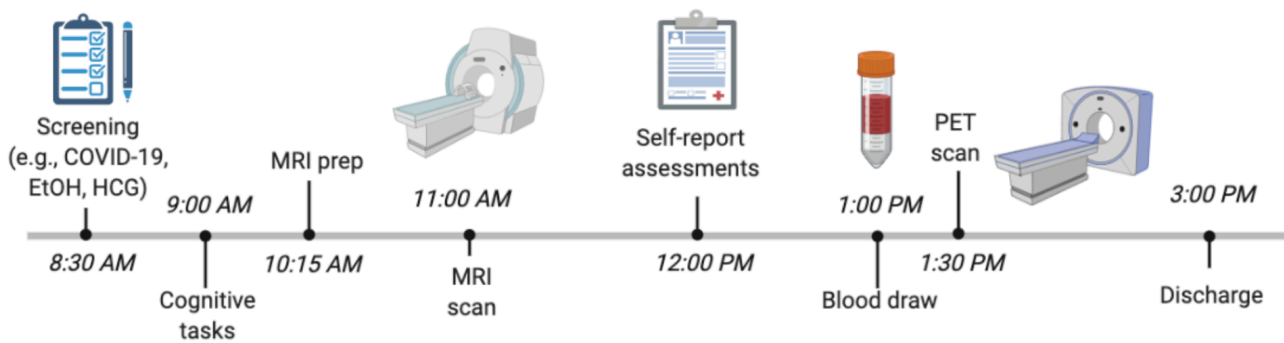 Screening
(e.g., COVID-19,
EtOH, HCG)
8:30 AM
9:00 AM
Cognitive
tasks
MRI prep
10:15 AM
11:00 AM
MRI
scan
Self-report
assessments
12:00 PM
1:00 PM
Blood draw
PET
scan
1:30 PM
3:00 PM
Discharge